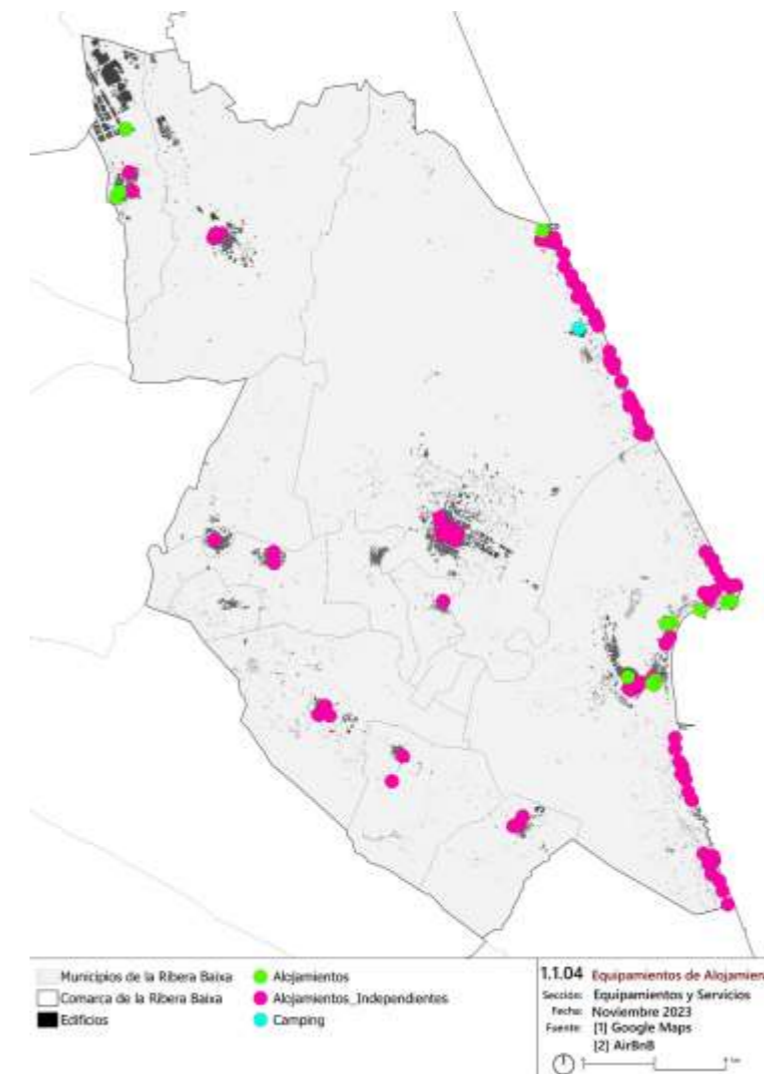 Municipios de la Ribera Baixa
Comarca de la Ribera Baixa
Edificios
Alojamientos
Alojamientos_Independientes
Camping
1.1.04 Equipamientos de Alojamien
Sección: Equipamientos y Servicios
Fecha: Noviembre 2023
Fuente: [1] Google Maps
[2] AirBnB